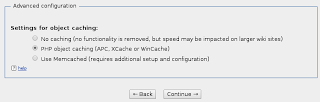 Advanced configuration
Settings for object caching:
No caching (no functionality is removed, but speed may be impacted on larger wiki sites)
PHP object caching (APC, XCache or WinCache)
Use Memcached (requires additional setup and configuration)
help
← Back Continue →